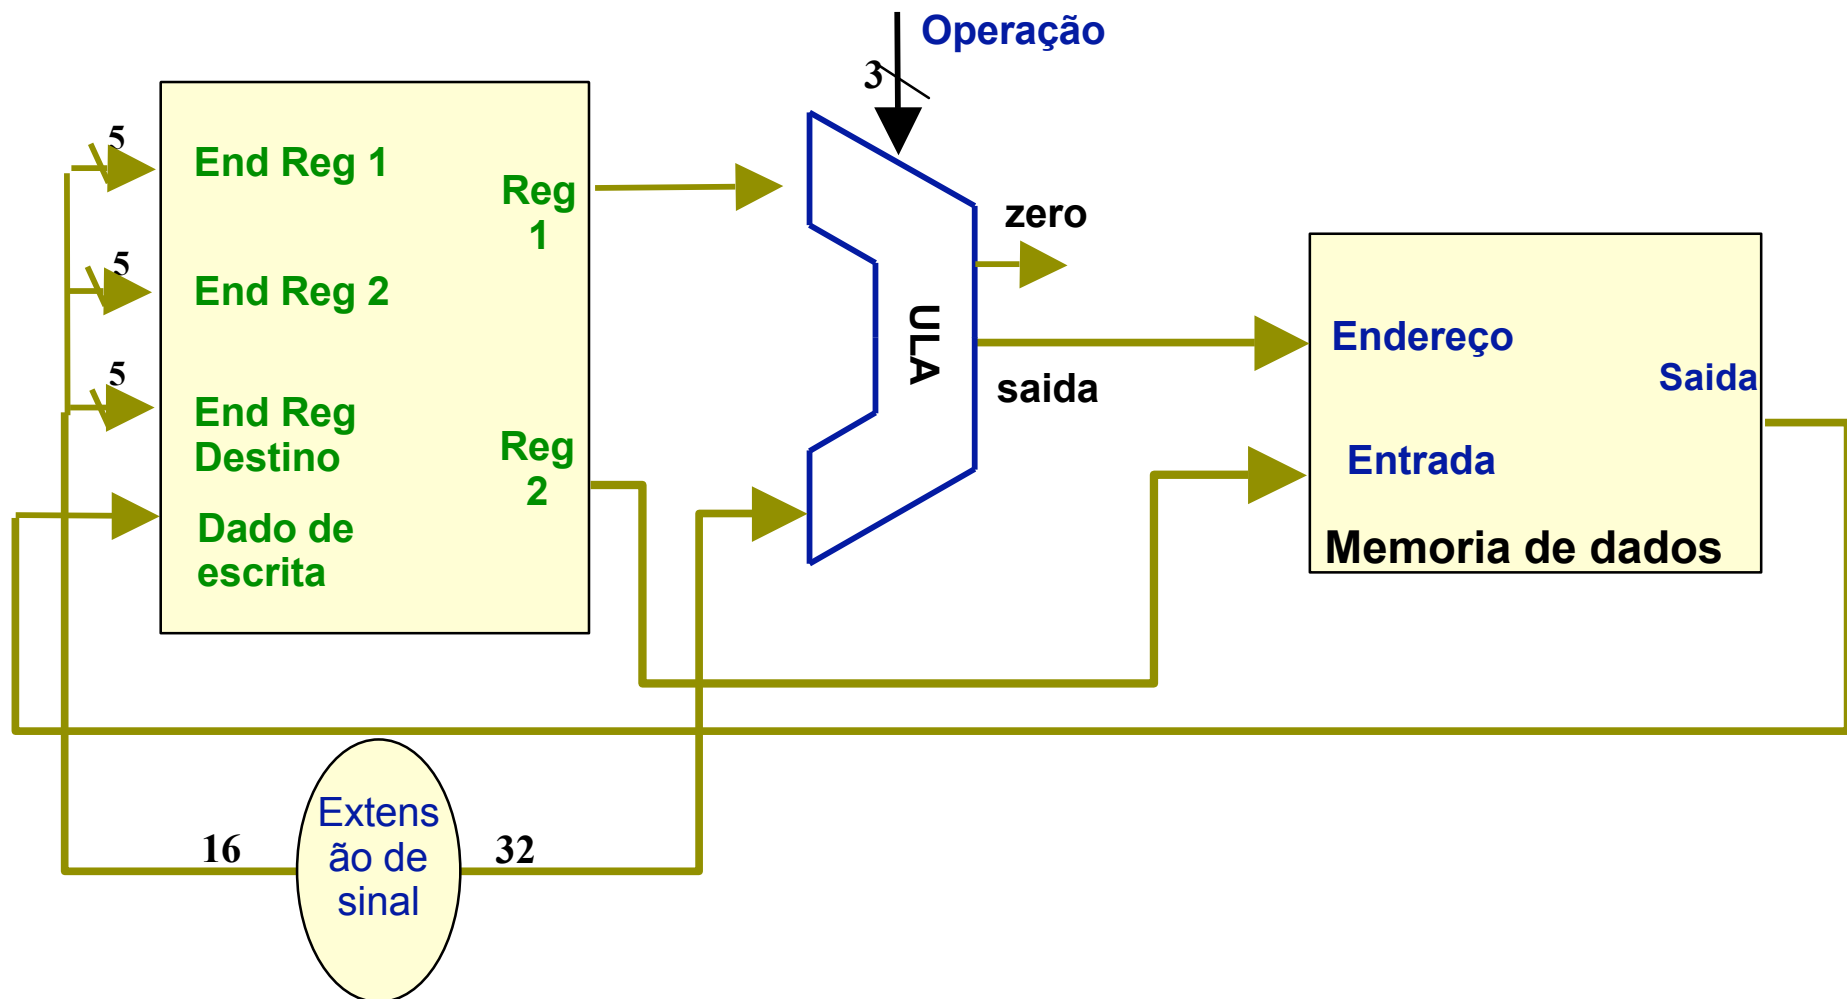 Operação
3
5
End Reg 1
Reg
1
zero
5
End Reg 2
ULA
Endereço
saida
Saida
5
End Reg
Destino
Reg
2
Entrada
Dado de
escrita
Memoria de dados
Extens
ão de
sinal
16
32